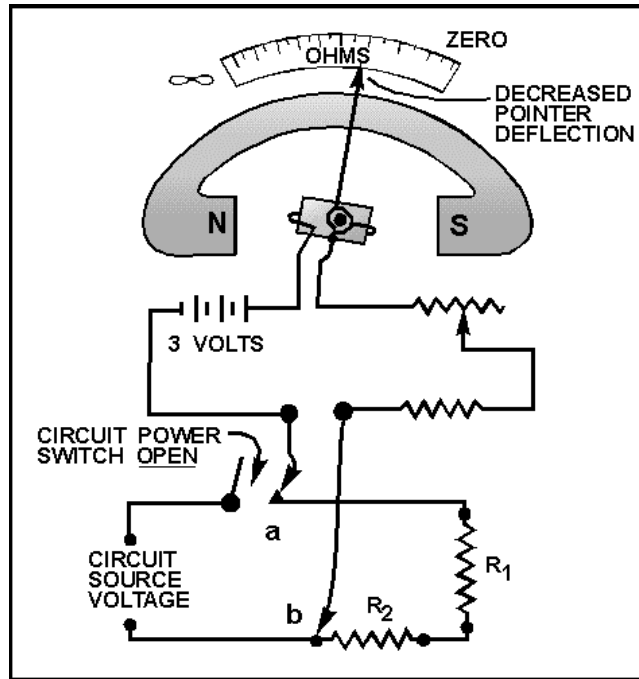 ZERO
OHMS
∞
DECREASED
POINTER
DEFLECTION
N
S
3 VOLTS
CIRCUIT POWER
SWITCH OPEN
a
CIRCUIT
SOURCE
VOLTAGE
R1
b
R2